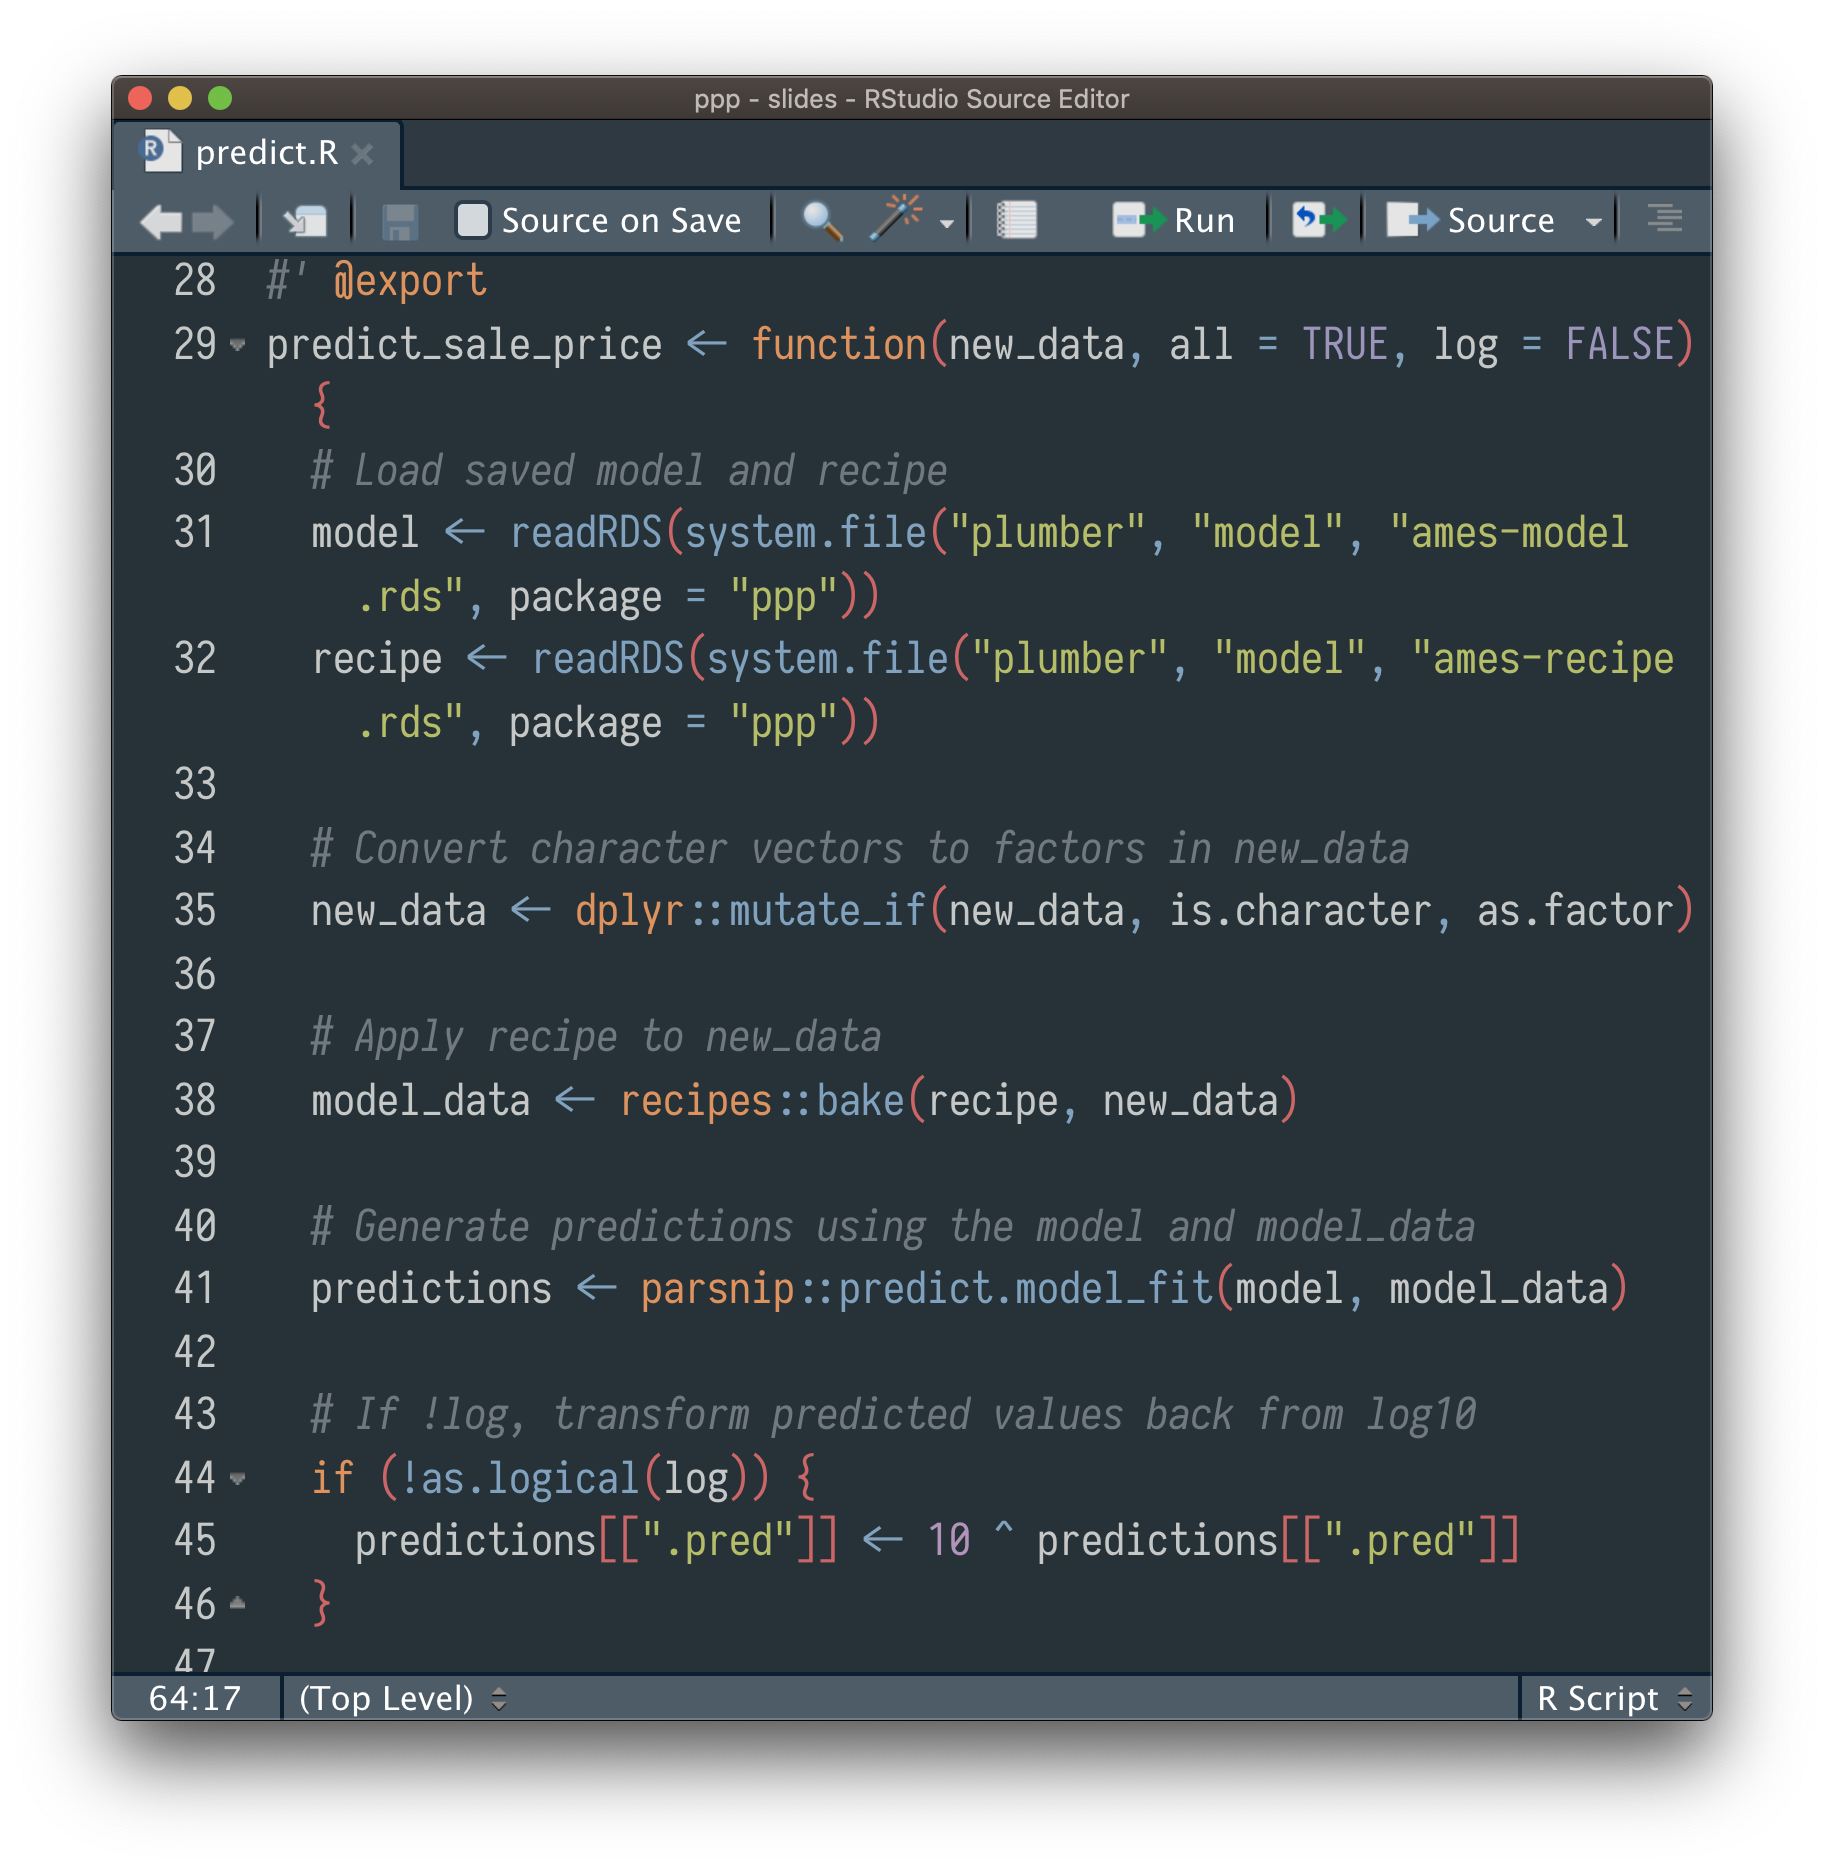 ppp - slides - RStudio Source Editor
predict.R
Source on Save Run Source
28 #' @export
29 predict_sale_price <- function(new_data, all = TRUE, log = FALSE)
{
30 # Load saved model and recipe
31 model <- readRDS(system.file("plumber", "model", "ames-model
.rds", package = "ppp"))
32 recipe <- readRDS(system.file("plumber", "model", "ames-recipe
.rds", package = "ppp"))
33
34 # Convert character vectors to factors in new_data
35 new_data <- dplyr::mutate_if(new_data, is.character, as.factor)
36
37 # Apply recipe to new_data
38 model_data <- recipes::bake(recipe, new_data)
39
40 # Generate predictions using the model and model_data
41 predictions <- parsnip::predict.model_fit(model, model_data)
42
43 # If !log, transform predicted values back from log10
44 if (!as.logical(log)) {
45 predictions[[".pred"]] <- 10 ^ predictions[[".pred"]]
46 }
47
64:17 (Top Level) R Script